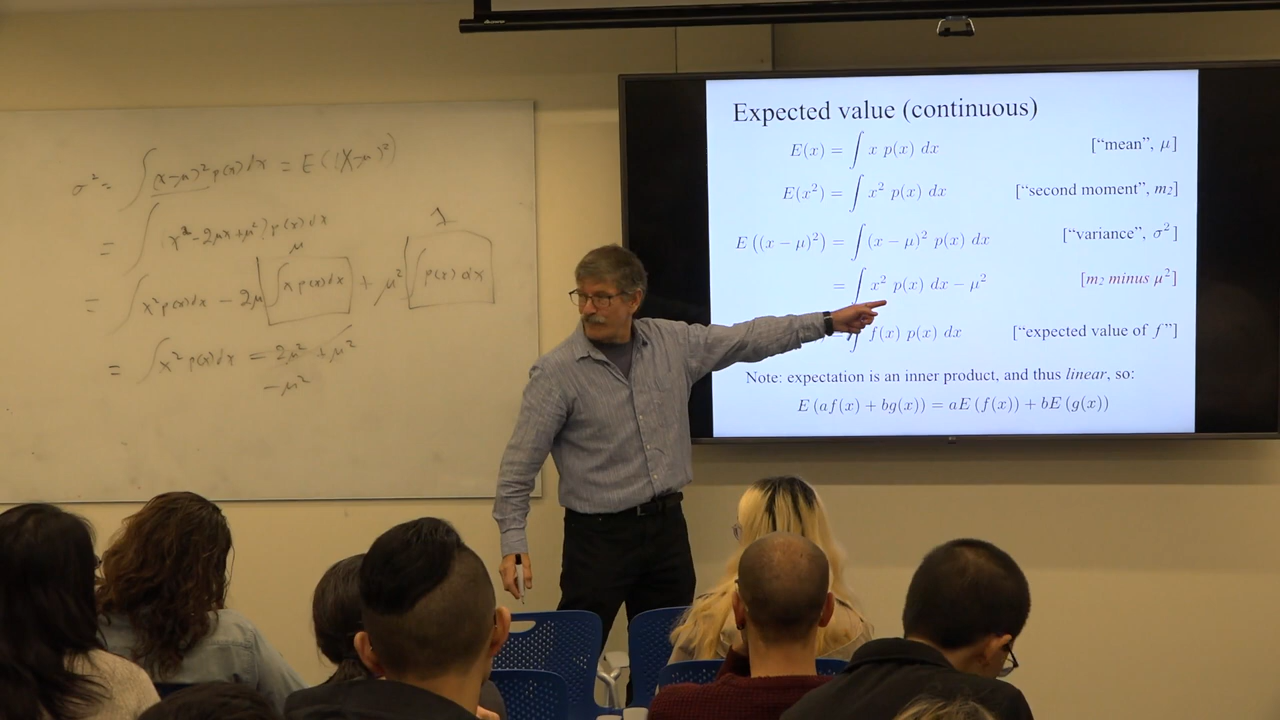 σ² = ∫ (x-μ)² p(x) dx = E((X-μ)²)
= ∫ (x² - 2μx + μ²) p(x) dx
μ
1
= ∫ x² p(x) dx - 2μ ∫ x p(x) dx + μ² ∫ p(x) dx
= ∫ x² p(x) dx = 2μ² + μ²
- μ²
Expected value (continuous)
E(x) = ∫ x p(x) dx ["mean", μ]
E(x²) = ∫ x² p(x) dx ["second moment", m₂]
E ((x − μ)²) = ∫ (x − μ)² p(x) dx ["variance", σ²]
= ∫ x² p(x) dx − μ² [m₂ minus μ²]
= ∫ f(x) p(x) dx ["expected value of f"]
Note: expectation is an inner product, and thus linear, so:
E (af(x) + bg(x)) = aE (f(x)) + bE (g(x))